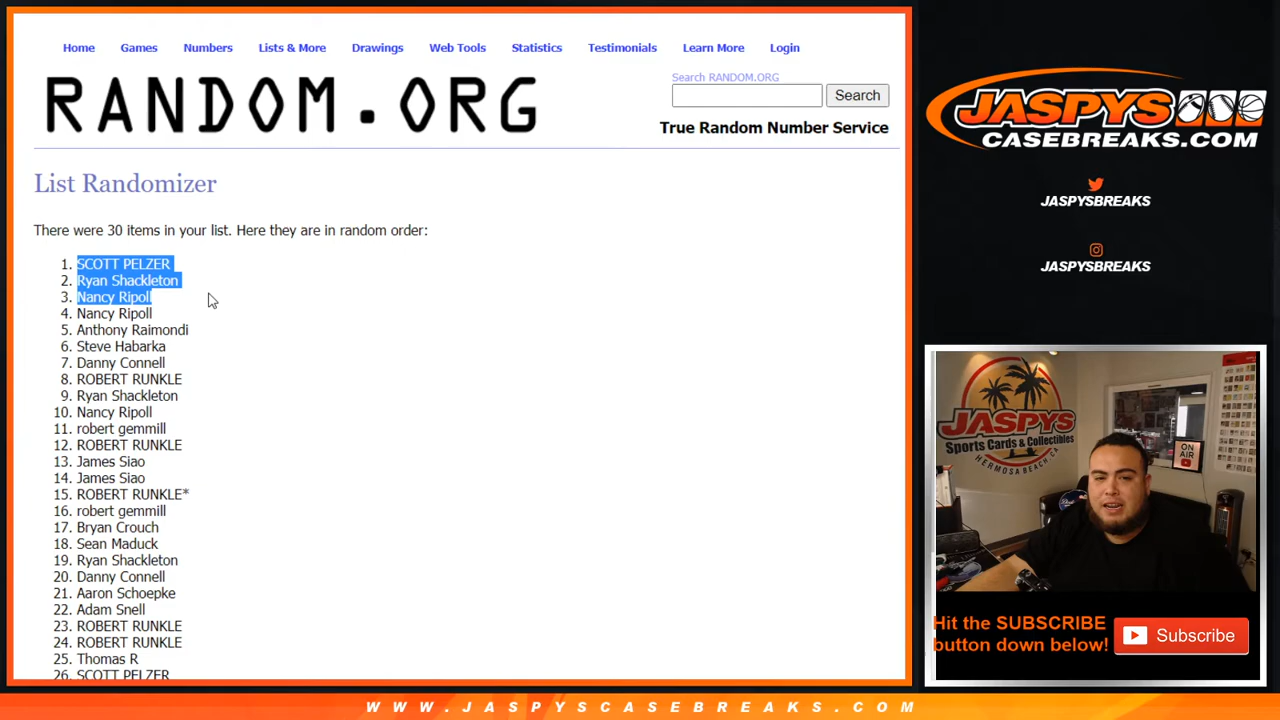 Home Games Numbers Lists & More Drawings Web Tools Statistics Testimonials Learn More Login
RANDOM.ORG
Search RANDOM.ORG
Search
True Random Number Service
List Randomizer
There were 30 items in your list. Here they are in random order:
1. SCOTT PELZER
2. Ryan Shackleton
3. Nancy Ripoll
4. Nancy Ripoll
5. Anthony Raimondi
6. Steve Habarka
7. Danny Connell
8. ROBERT RUNKLE
9. Ryan Shackleton
10. Nancy Ripoll
11. robert gemmill
12. ROBERT RUNKLE
13. James Siao
14. James Siao
15. ROBERT RUNKLE*
16. robert gemmill
17. Bryan Crouch
18. Sean Maduck
19. Ryan Shackleton
20. Danny Connell
21. Aaron Schoepke
22. Adam Snell
23. ROBERT RUNKLE
24. ROBERT RUNKLE
25. Thomas R
26. SCOTT PELZER
JASPYS
CASEBREAKS.COM
JASPYSBREAKS
JASPYSBREAKS
JASPYS
Sports Cards & Collectibles
HERMOSA BEACH CA
ON
AIR
Hit the SUBSCRIBE
button down below!
Subscribe
WWW.JASPYSCASEBREAKS.COM